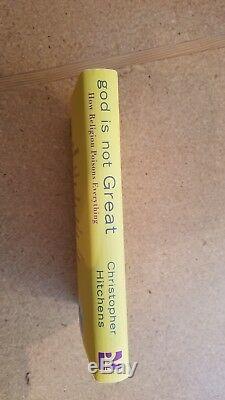 god is not Great
How Religion Poisons Everything
Christopher
Hitchens